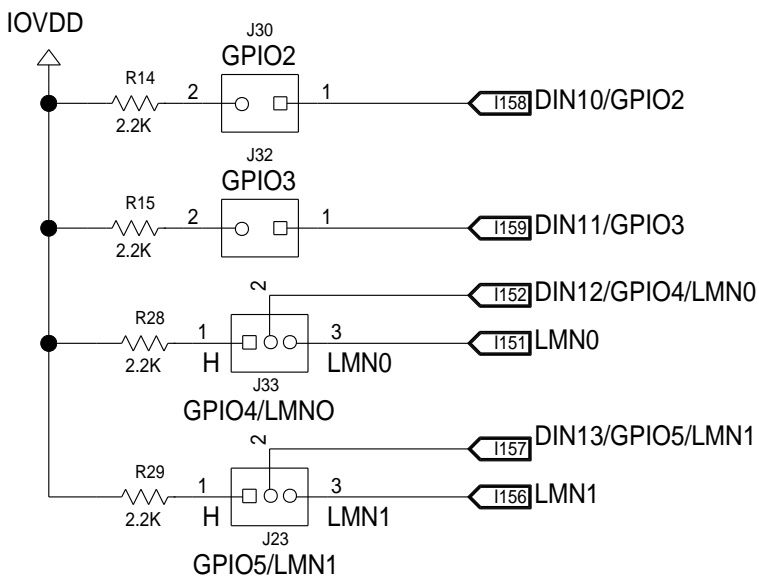 IOVDD
J30
GPIO2
R14
2
1
2.2K
I158
DIN10/GPIO2
J32
GPIO3
R15
2
1
2.2K
I159
DIN11/GPIO3
2
I152
DIN12/GPIO4/LMN0
R28
1
3
I151
LMN0
2.2K
H
LMN0
J33
GPIO4/LMNO
2
I157
DIN13/GPIO5/LMN1
R29
1
3
I156
LMN1
2.2K
H
LMN1
J23
GPIO5/LMN1